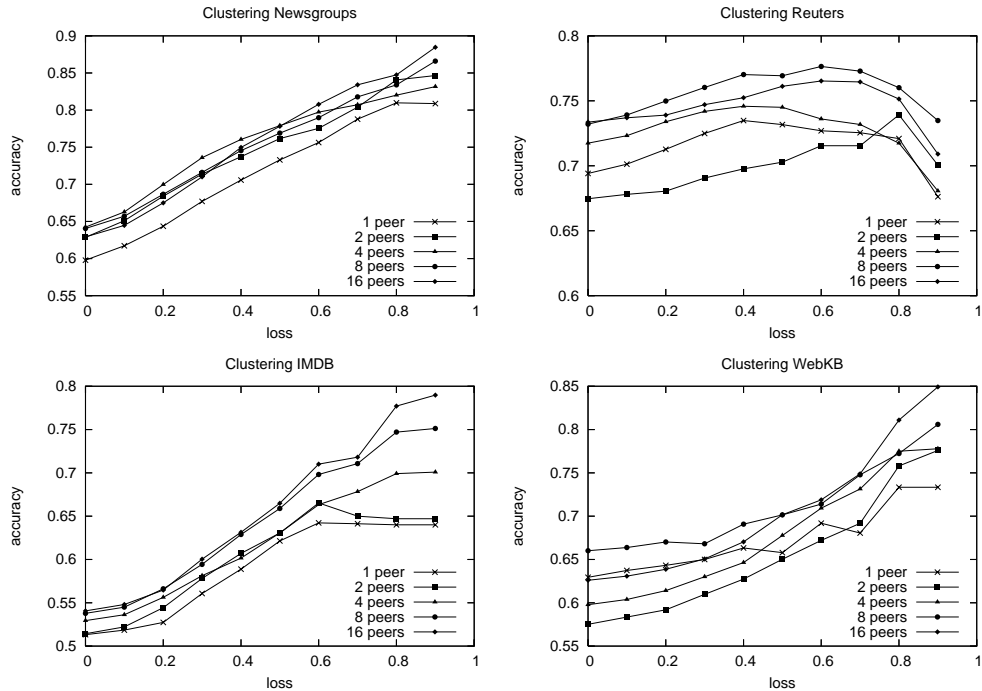 Clustering Newsgroups
accuracy
0.9
0.85
0.8
0.75
0.7
0.65
0.6
0.55
0 0.2 0.4 0.6 0.8 1
loss
1 peer
2 peers
4 peers
8 peers
16 peers
Clustering Reuters
accuracy
0.8
0.75
0.7
0.65
0.6
0 0.2 0.4 0.6 0.8 1
loss
1 peer
2 peers
4 peers
8 peers
16 peers
Clustering IMDB
accuracy
0.8
0.75
0.7
0.65
0.6
0.55
0.5
0 0.2 0.4 0.6 0.8 1
loss
1 peer
2 peers
4 peers
8 peers
16 peers
Clustering WebKB
accuracy
0.85
0.8
0.75
0.7
0.65
0.6
0.55
0 0.2 0.4 0.6 0.8 1
loss
1 peer
2 peers
4 peers
8 peers
16 peers